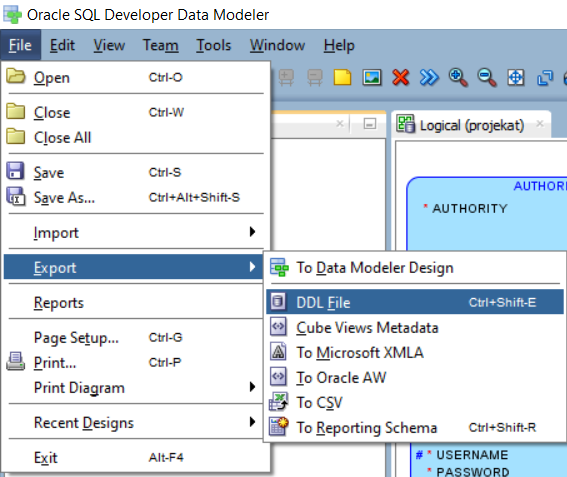 Oracle SQL Developer Data Modeler
File Edit View Team Tools Window Help
Open Ctrl-O
Close Ctrl-W
Close All
Save Ctrl-S
Save As... Ctrl+Alt+Shift-S
Import
Export
Reports
Page Setup... Ctrl-G
Print... Ctrl-P
Print Diagram
Recent Designs
Exit Alt-F4
To Data Modeler Design
DDL File Ctrl+Shift-E
Cube Views Metadata
To Microsoft XMLA
To Oracle AW
To CSV
To Reporting Schema Ctrl+Shift-R
Logical (projekat)
AUTHORI
* AUTHORITY
# * USERNAME
* PASSWORD